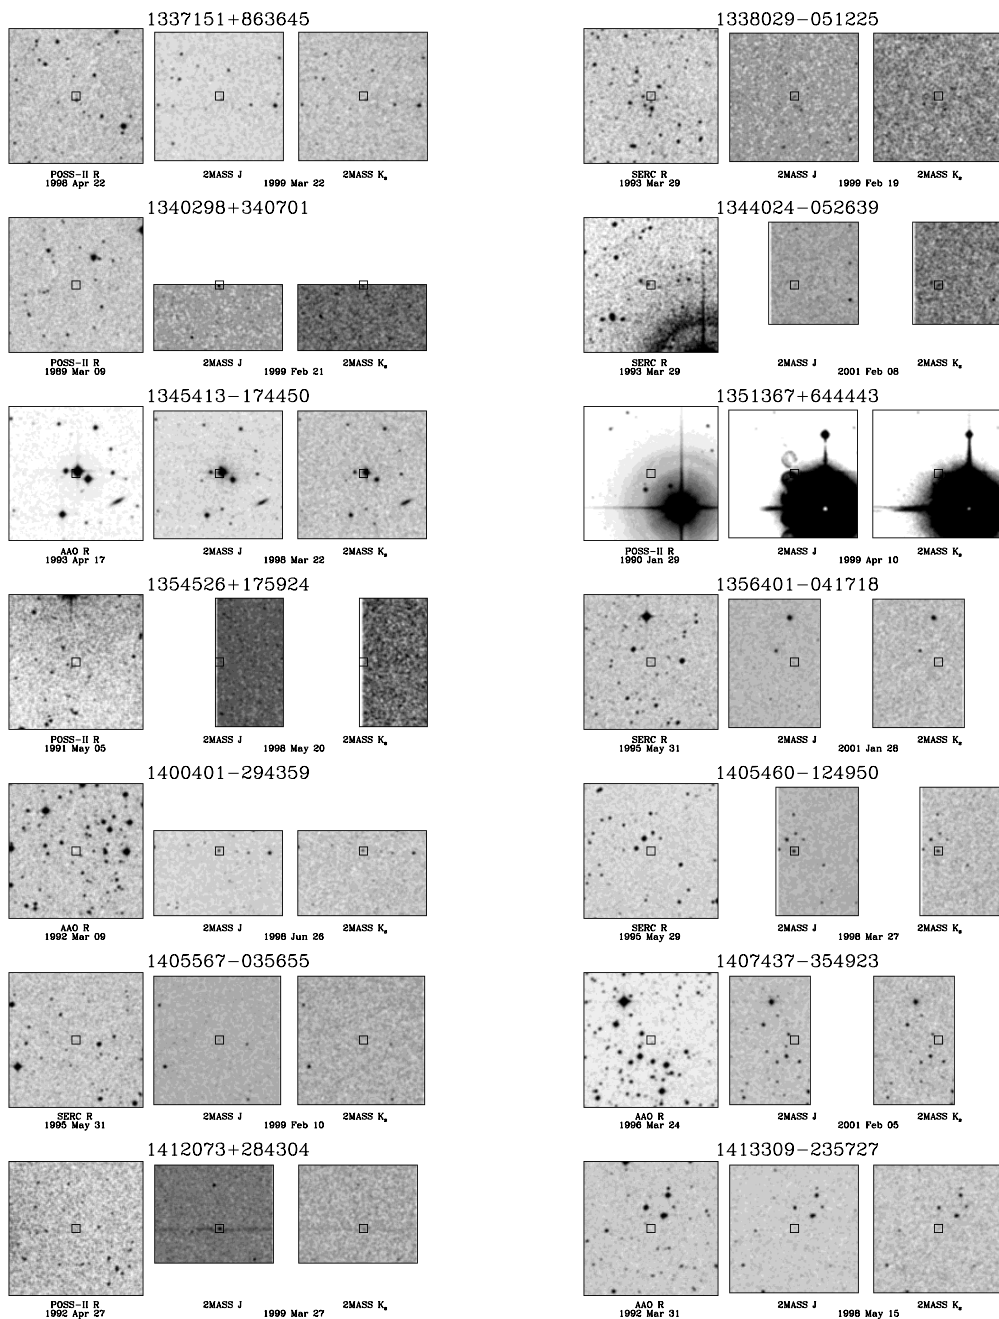 1337151+863645
POSS-II R
1998 Apr 22
2MASS J
1999 Mar 22
2MASS Ks
1338029-051225
SERC R
1993 Mar 29
2MASS J
1999 Feb 19
2MASS Ks
1340298+340701
POSS-II R
1989 Mar 09
2MASS J
1999 Feb 21
2MASS Ks
1344024-052639
SERC R
1993 Mar 29
2MASS J
2001 Feb 08
2MASS Ks
1345413-174450
AAO R
1993 Apr 17
2MASS J
1998 Mar 22
2MASS Ks
1351367+644443
POSS-II R
1990 Jan 29
2MASS J
1999 Apr 10
2MASS Ks
1354526+175924
POSS-II R
1991 May 05
2MASS J
1998 May 20
2MASS Ks
1356401-041718
SERC R
1995 May 31
2MASS J
2001 Jan 28
2MASS Ks
1400401-294359
AAO R
1992 Mar 09
2MASS J
1998 Jun 26
2MASS Ks
1405460-124950
SERC R
1995 May 29
2MASS J
1998 Mar 27
2MASS Ks
1405567-035655
SERC R
1995 May 31
2MASS J
1999 Feb 10
2MASS Ks
1407437-354923
AAO R
1996 Mar 24
2MASS J
2001 Feb 05
2MASS Ks
1412073+284304
POSS-II R
1992 Apr 27
2MASS J
1999 Mar 27
2MASS Ks
1413309-235727
AAO R
1992 Mar 31
2MASS J
1998 May 15
2MASS Ks